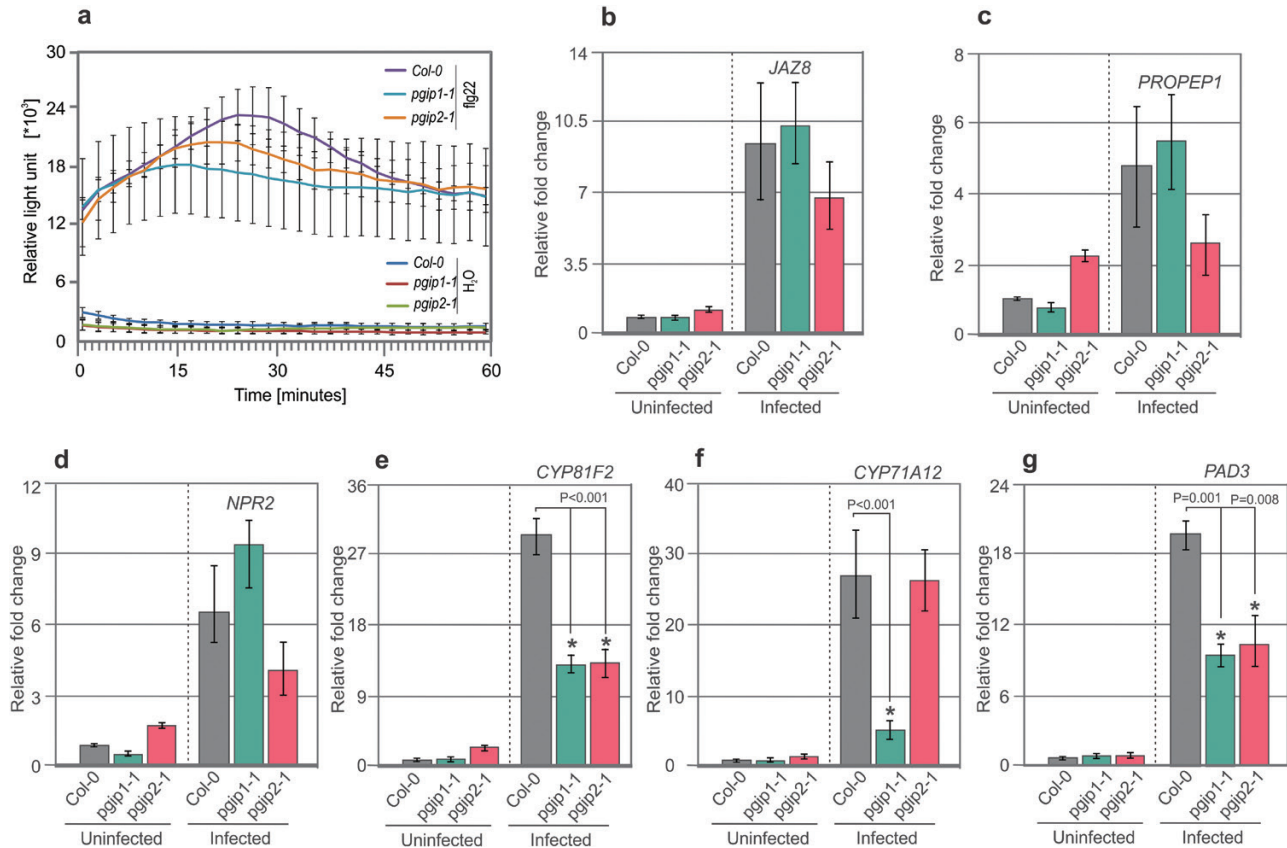 a
30
24
18
12
6
0
Relative light unit [*10³]
0
15
30
45
60
Time [minutes]
Col-0
pgip1-1
pgip2-1
flg22
Col-0
pgip1-1
pgip2-1
H₂O
b
14
10.5
7
3.5
0
Relative fold change
JAZ8
Col-0
pgip1-1
pgip2-1
Col-0
pgip1-1
pgip2-1
Uninfected
Infected
c
8
6
4
2
0
Relative fold change
PROPEP1
Col-0
pgip1-1
pgip2-1
Col-0
pgip1-1
pgip2-1
Uninfected
Infected
d
12
9
6
3
0
Relative fold change
NPR2
Col-0
pgip1-1
pgip2-1
Col-0
pgip1-1
pgip2-1
Uninfected
Infected
e
CYP81F2
36
27
18
9
0
Relative fold change
P<0.001
*
*
Col-0
pgip1-1
pgip2-1
Col-0
pgip1-1
pgip2-1
Uninfected
Infected
f
CYP71A12
40
30
20
10
0
Relative fold change
P<0.001
*
Col-0
pgip1-1
pgip2-1
Col-0
pgip1-1
pgip2-1
Uninfected
Infected
g
PAD3
24
18
12
6
0
Relative fold change
P=0.001
P=0.008
*
*
Col-0
pgip1-1
pgip2-1
Col-0
pgip1-1
pgip2-1
Uninfected
Infected